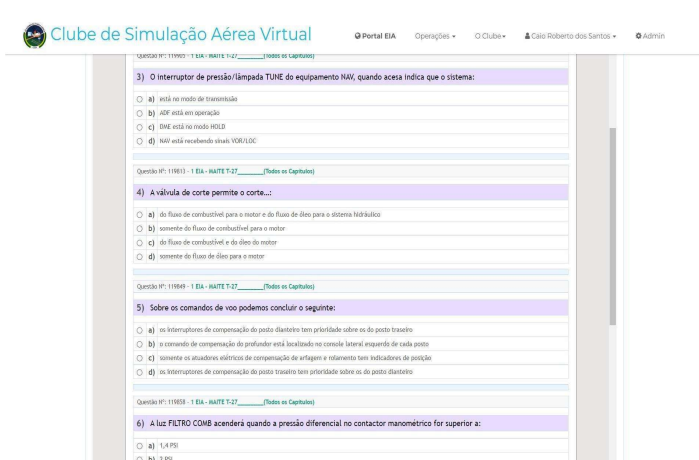 Clube de Simulação Aérea Virtual
Portal EIA Operações O Clube Caio Roberto dos Santos Admin
Questão Nº: 119905 - 1 EIA - MAITE T-27________(Todos os Capítulos)
3) O interruptor de pressão/lâmpada TUNE do equipamento NAV, quando acesa indica que o sistema:
a) está no modo de transmissão
b) ADF está em operação
c) DME está no modo HOLD
d) NAV está recebendo sinais VOR/LOC
Questão Nº: 119813 - 1 EIA - MAITE T-27________(Todos os Capítulos)
4) A válvula de corte permite o corte...:
a) do fluxo de combustível para o motor e do fluxo de óleo para o sistema hidráulico
b) somente do fluxo de combustível para o motor
c) do fluxo de combustível e do óleo do motor
d) somente do fluxo de óleo para o motor
Questão Nº: 119849 - 1 EIA - MAITE T-27________(Todos os Capítulos)
5) Sobre os comandos de voo podemos concluir o seguinte:
a) os interruptores de compensação do posto dianteiro tem prioridade sobre os do posto traseiro
b) o comando de compensação do profundor está localizado no console lateral esquerdo de cada posto
c) somente os atuadores elétricos de compensação de arfagem e rolamento tem indicadores de posição
d) os interruptores de compensação do posto traseiro tem prioridade sobre os do posto dianteiro
Questão Nº: 119858 - 1 EIA - MAITE T-27________(Todos os Capítulos)
6) A luz FILTRO COMB acenderá quando a pressão diferencial no contactor manométrico for superior a:
a) 1,4 PSI
b) 2 PSI